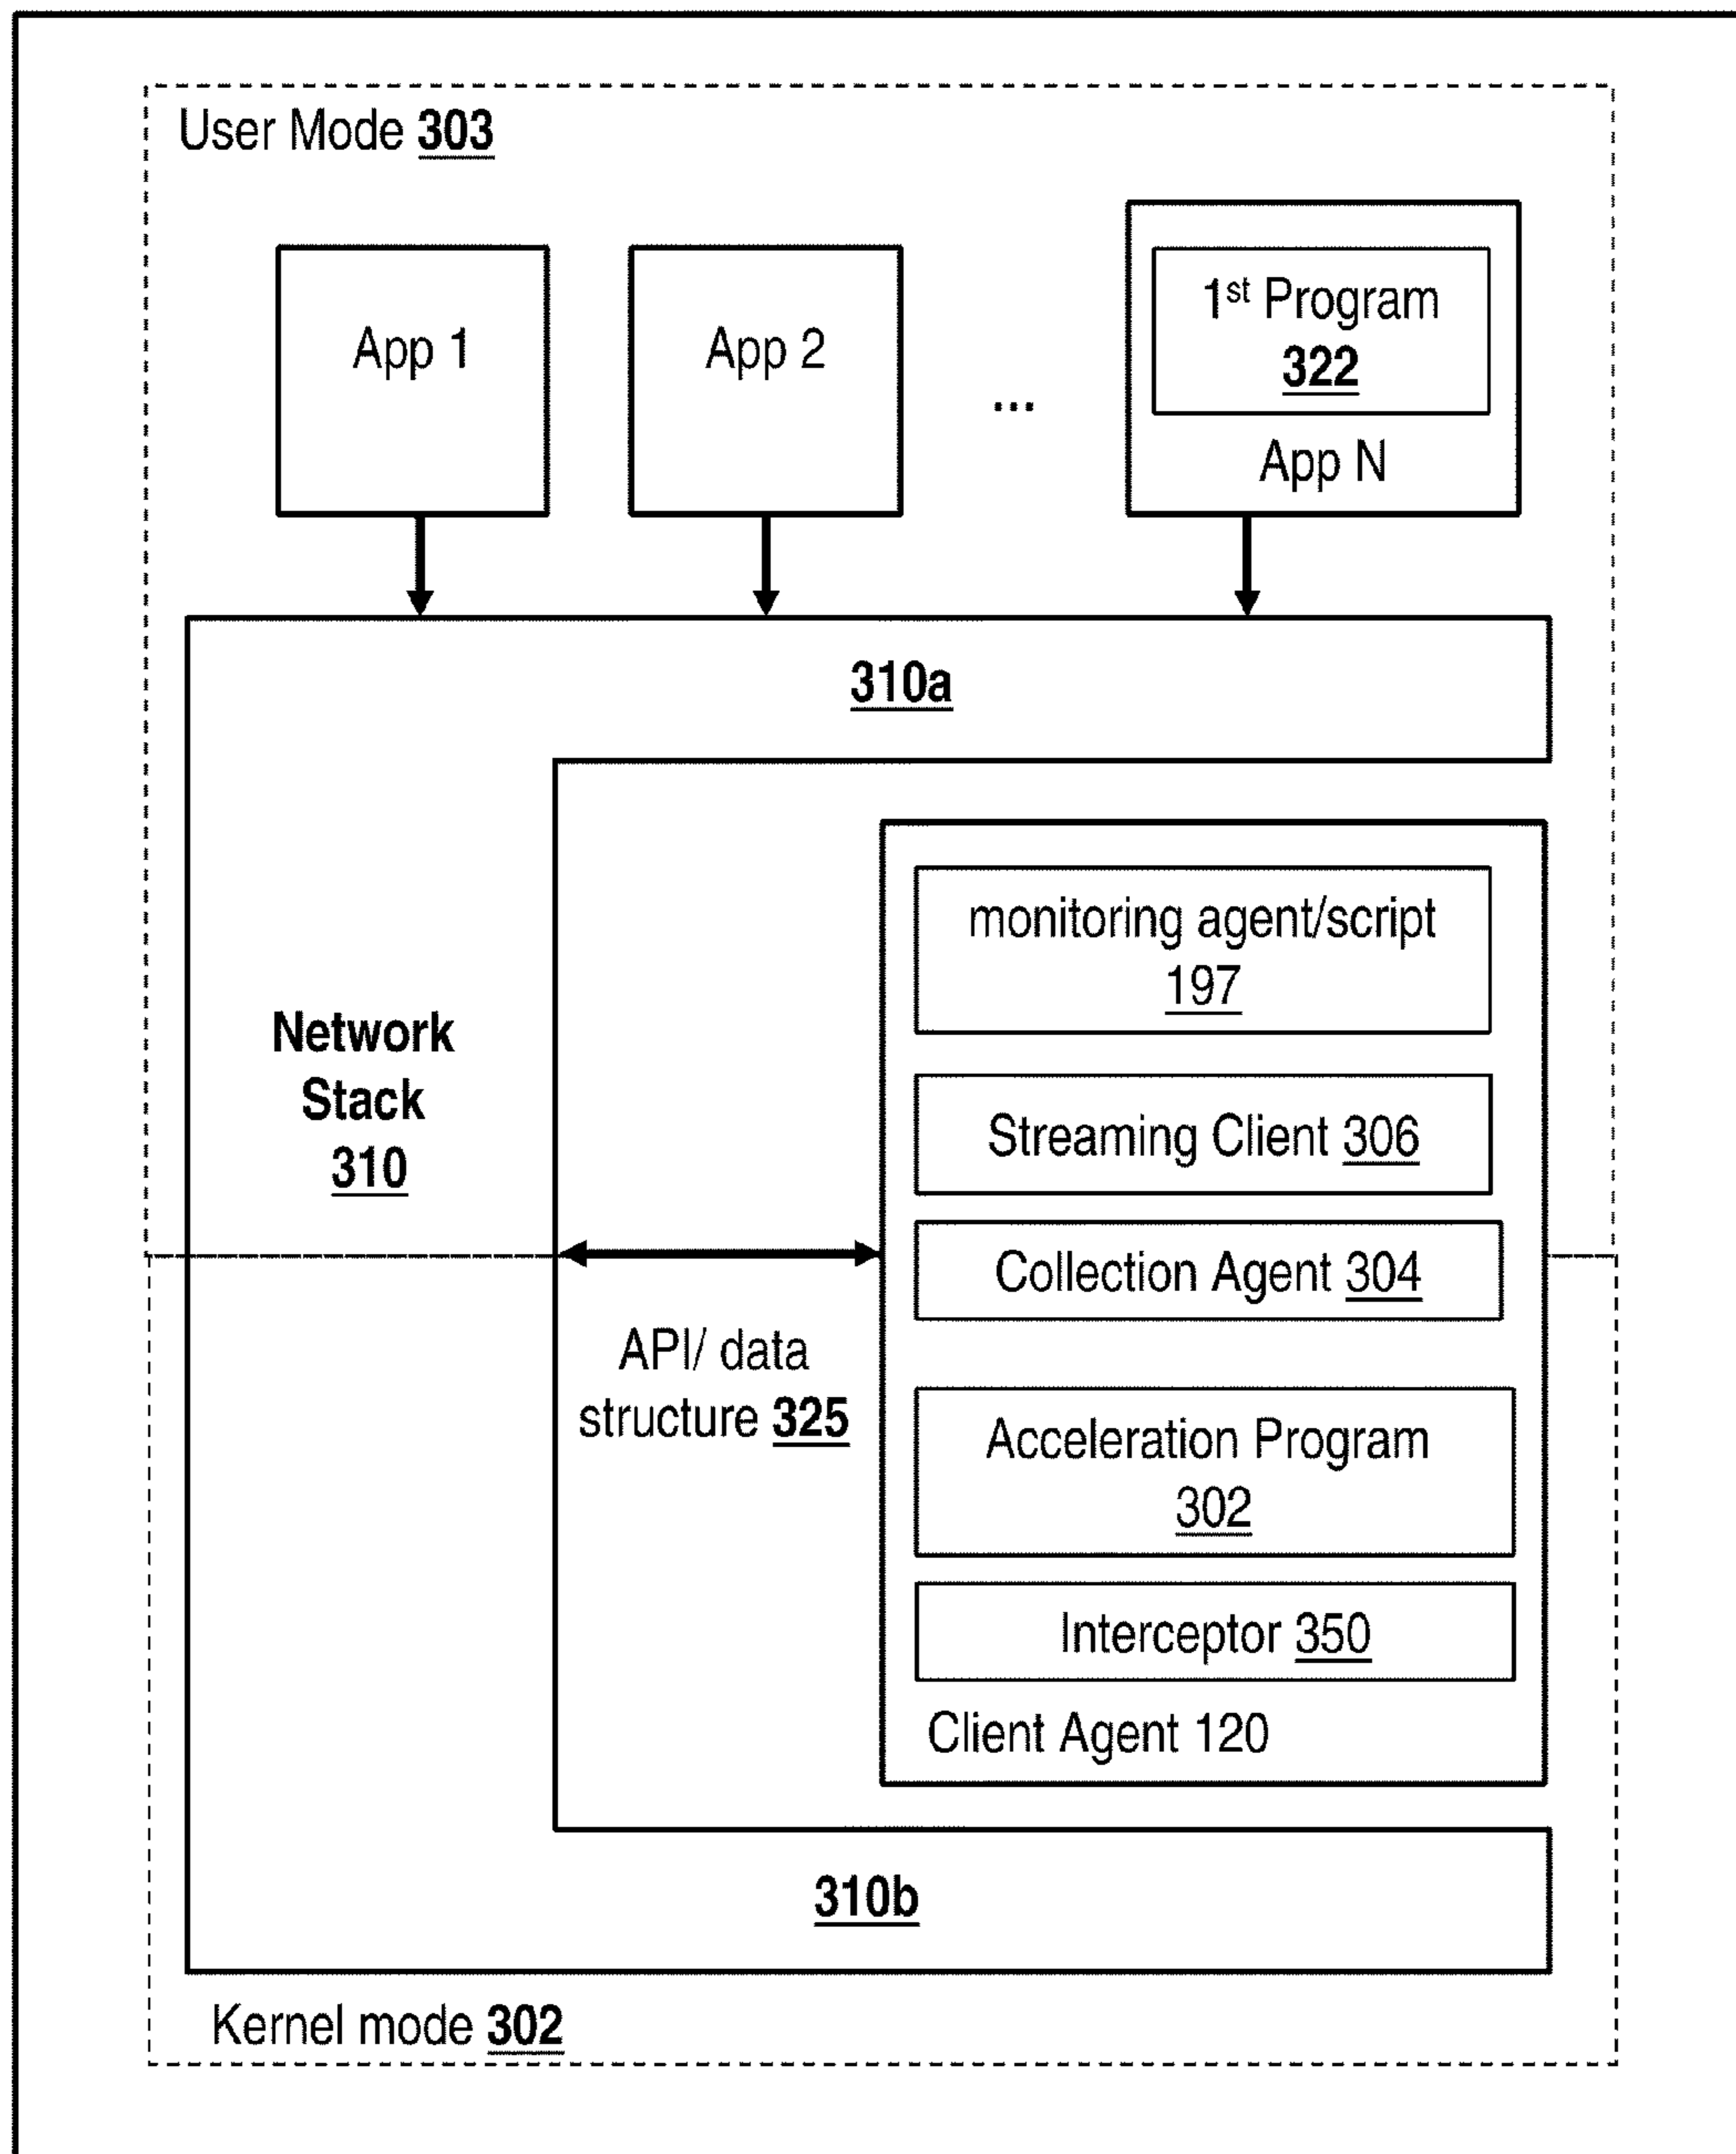 User Mode 303
App 1
App 2
...
1st Program
322
App N
310a
monitoring agent/script
197
Network
Stack
310
Streaming Client 306
Collection Agent 304
API/ data
structure 325
Acceleration Program
302
Interceptor 350
Client Agent 120
310b
Kernel mode 302